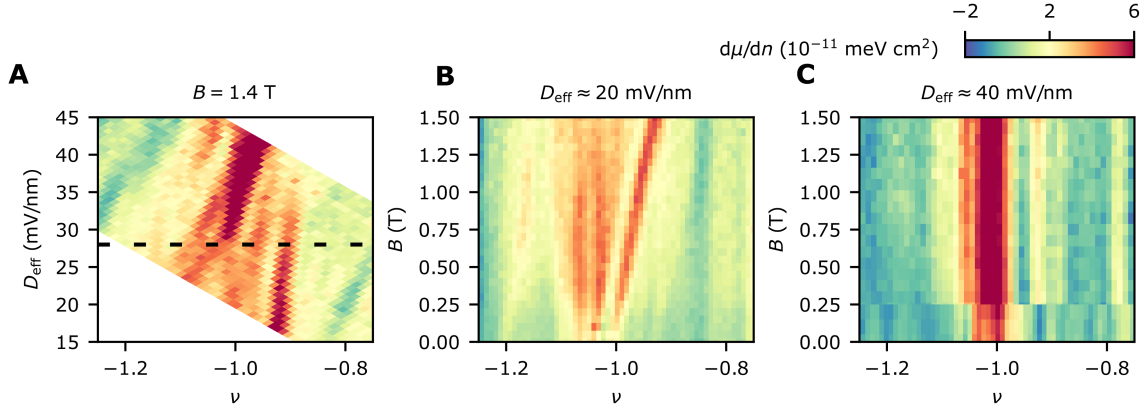 −2 2 6
dμ/dn (10⁻¹¹ meV cm²)
A B C
B = 1.4 T
D_eff ≈ 20 mV/nm
D_eff ≈ 40 mV/nm
D_eff (mV/nm)
45
40
35
30
25
20
15
−1.2 −1.0 −0.8
ν
B (T)
1.50
1.25
1.00
0.75
0.50
0.25
0.00
−1.2 −1.0 −0.8
ν
B (T)
1.50
1.25
1.00
0.75
0.50
0.25
0.00
−1.2 −1.0 −0.8
ν